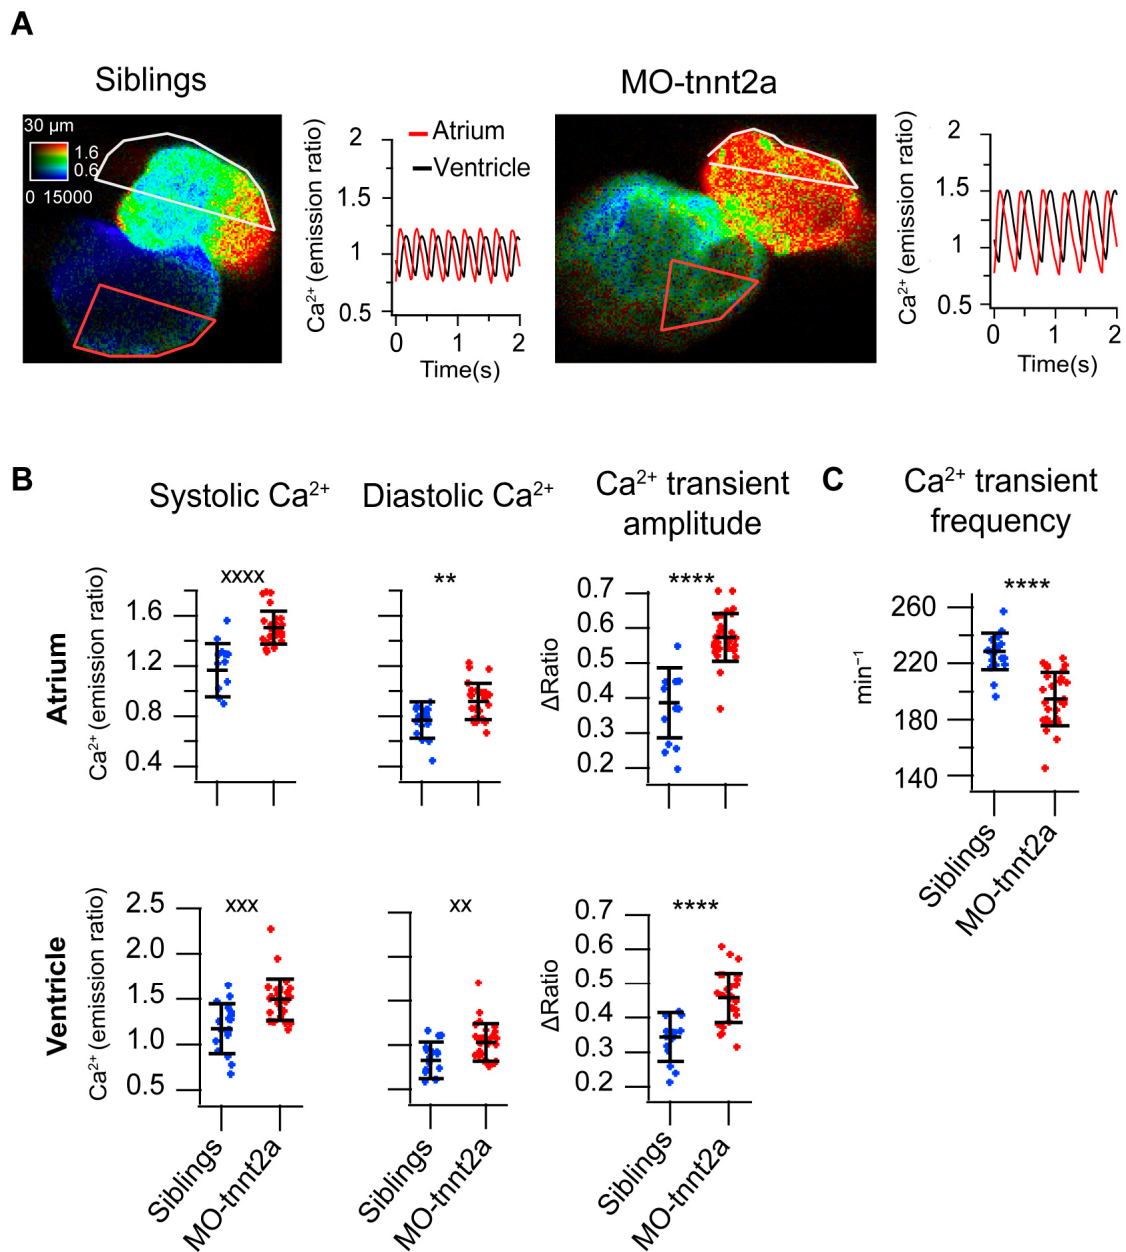 A
Siblings
MO-tnnt2a
30 µm
1.6
0.6
0 15000
Ca²⁺ (emission ratio)
2
1.5
1
0.5
Atrium
Ventricle
0 1 2
Time(s)
Ca²⁺ (emission ratio)
2
1.5
1
0.5
0 1 2
Time(s)
B
Systolic Ca²⁺
Diastolic Ca²⁺
Ca²⁺ transient
amplitude
C
Ca²⁺ transient
frequency
Atrium
Ca²⁺ (emission ratio)
1.6
1.2
0.8
0.4
xxxx
**
ΔRatio
0.7
0.6
0.5
0.4
0.3
0.2
****
min⁻¹
260
220
180
140
****
Siblings
MO-tnnt2a
Ventricle
Ca²⁺ (emission ratio)
2.5
2.0
1.5
1.0
0.5
xxx
Siblings
MO-tnnt2a
xx
Siblings
MO-tnnt2a
ΔRatio
0.7
0.6
0.5
0.4
0.3
0.2
****
Siblings
MO-tnnt2a